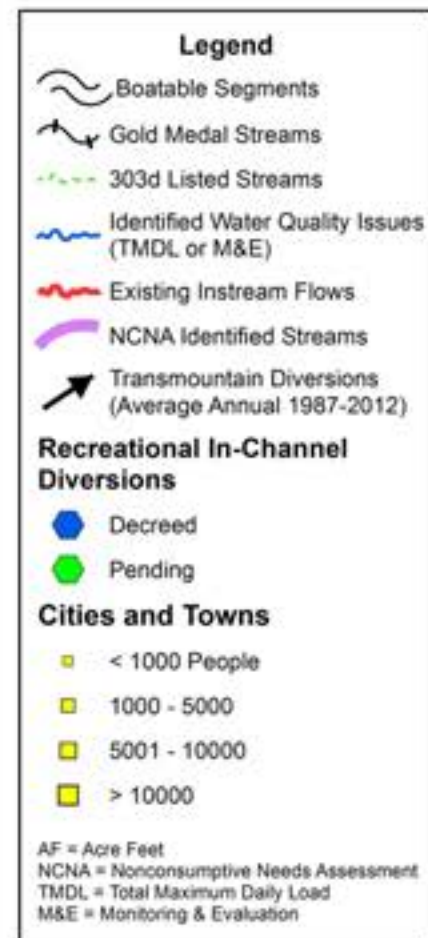 Legend
Boatable Segments
Gold Medal Streams
303d Listed Streams
Identified Water Quality Issues
(TMDL or M&E)
Existing Instream Flows
NCNA Identified Streams
Transmountain Diversions
(Average Annual 1987-2012)
Recreational In-Channel
Diversions
Decreed
Pending
Cities and Towns
< 1000 People
1000 - 5000
5001 - 10000
> 10000
AF = Acre Feet
NCNA = Nonconsumptive Needs Assessment
TMDL = Total Maximum Daily Load
M&E = Monitoring & Evaluation